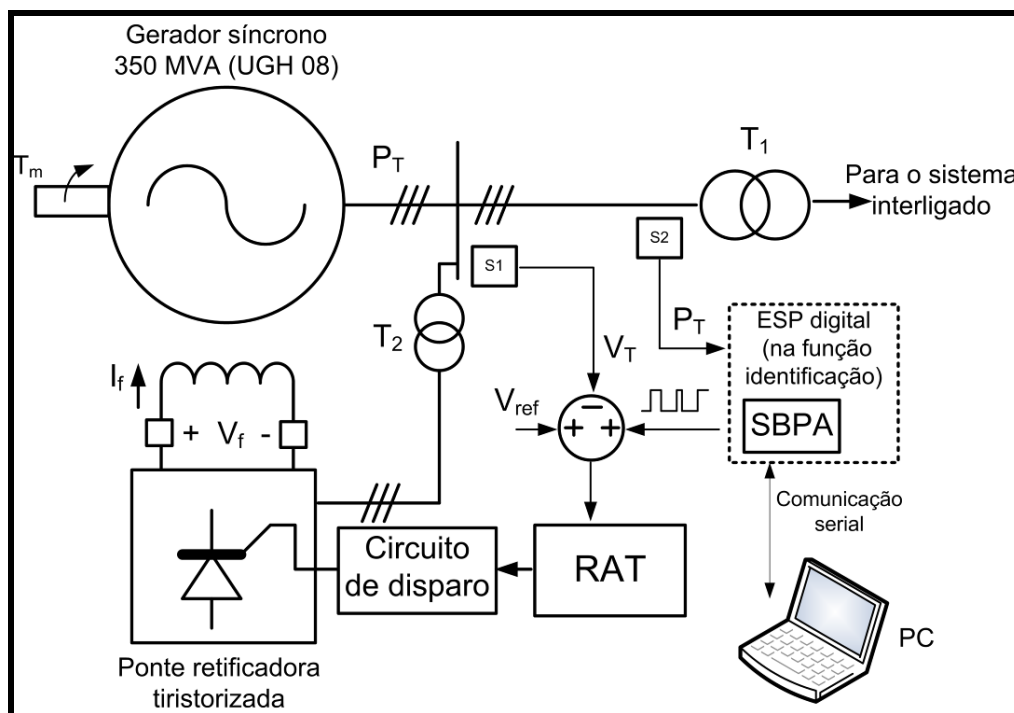 Gerador síncrono
350 MVA (UGH 08)
Tm
PT
T1
Para o sistema
interligado
S1
S2
T2
PT
VT
ESP digital
(na função
identificação)
SBPA
If
+ Vf -
Vref
−
+ +
Comunicação
serial
Circuito
de disparo
RAT
PC
Ponte retificadora
tiristorizada